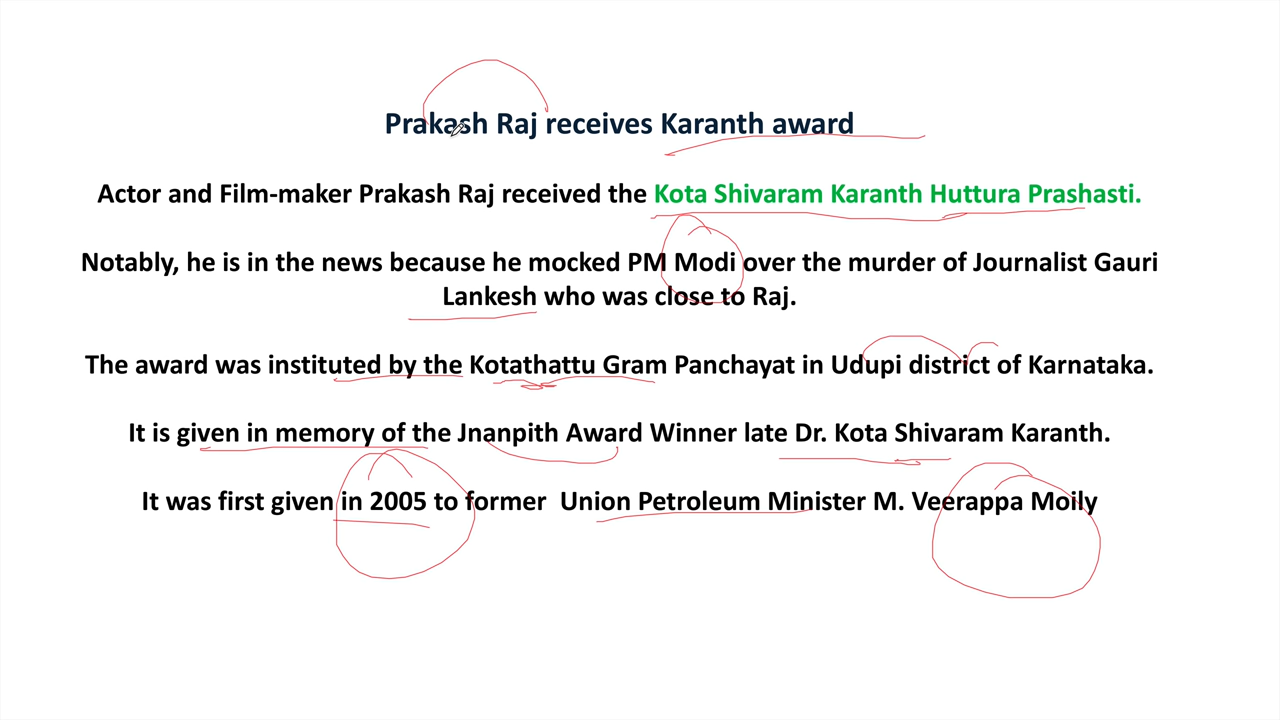 Prakash Raj receives Karanth award
Actor and Film-maker Prakash Raj received the Kota Shivaram Karanth Huttura Prashasti.
Notably, he is in the news because he mocked PM Modi over the murder of Journalist Gauri
Lankesh who was close to Raj.
The award was instituted by the Kotathattu Gram Panchayat in Udupi district of Karnataka.
It is given in memory of the Jnanpith Award Winner late Dr. Kota Shivaram Karanth.
It was first given in 2005 to former  Union Petroleum Minister M. Veerappa Moily